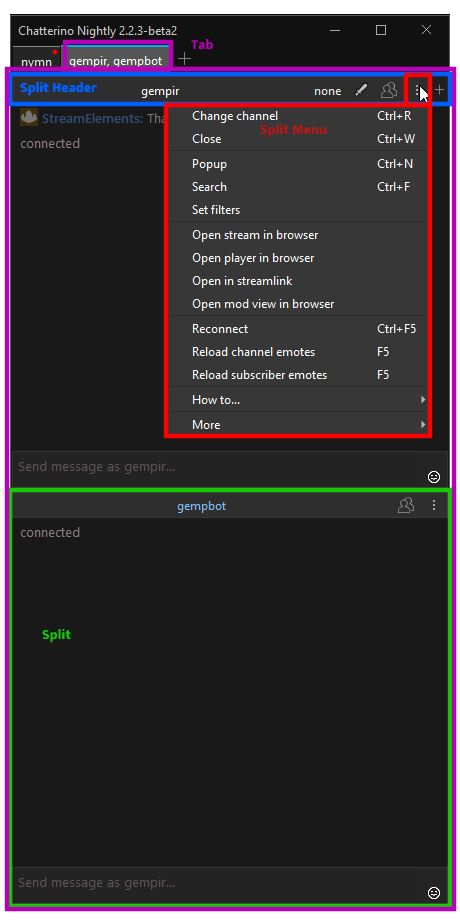 Chatterino Nightly 2.2.3-beta2
Tab
nymn
gempir, gempbot
Split Header
gempir
none
StreamElements: Tha
connected
Split Menu
Change channel Ctrl+R
Close Ctrl+W
Popup Ctrl+N
Search Ctrl+F
Set filters
Open stream in browser
Open player in browser
Open in streamlink
Open mod view in browser
Reconnect Ctrl+F5
Reload channel emotes F5
Reload subscriber emotes F5
How to...
More
Send message as gempir...
gempbot
connected
Split
Send message as gempir...